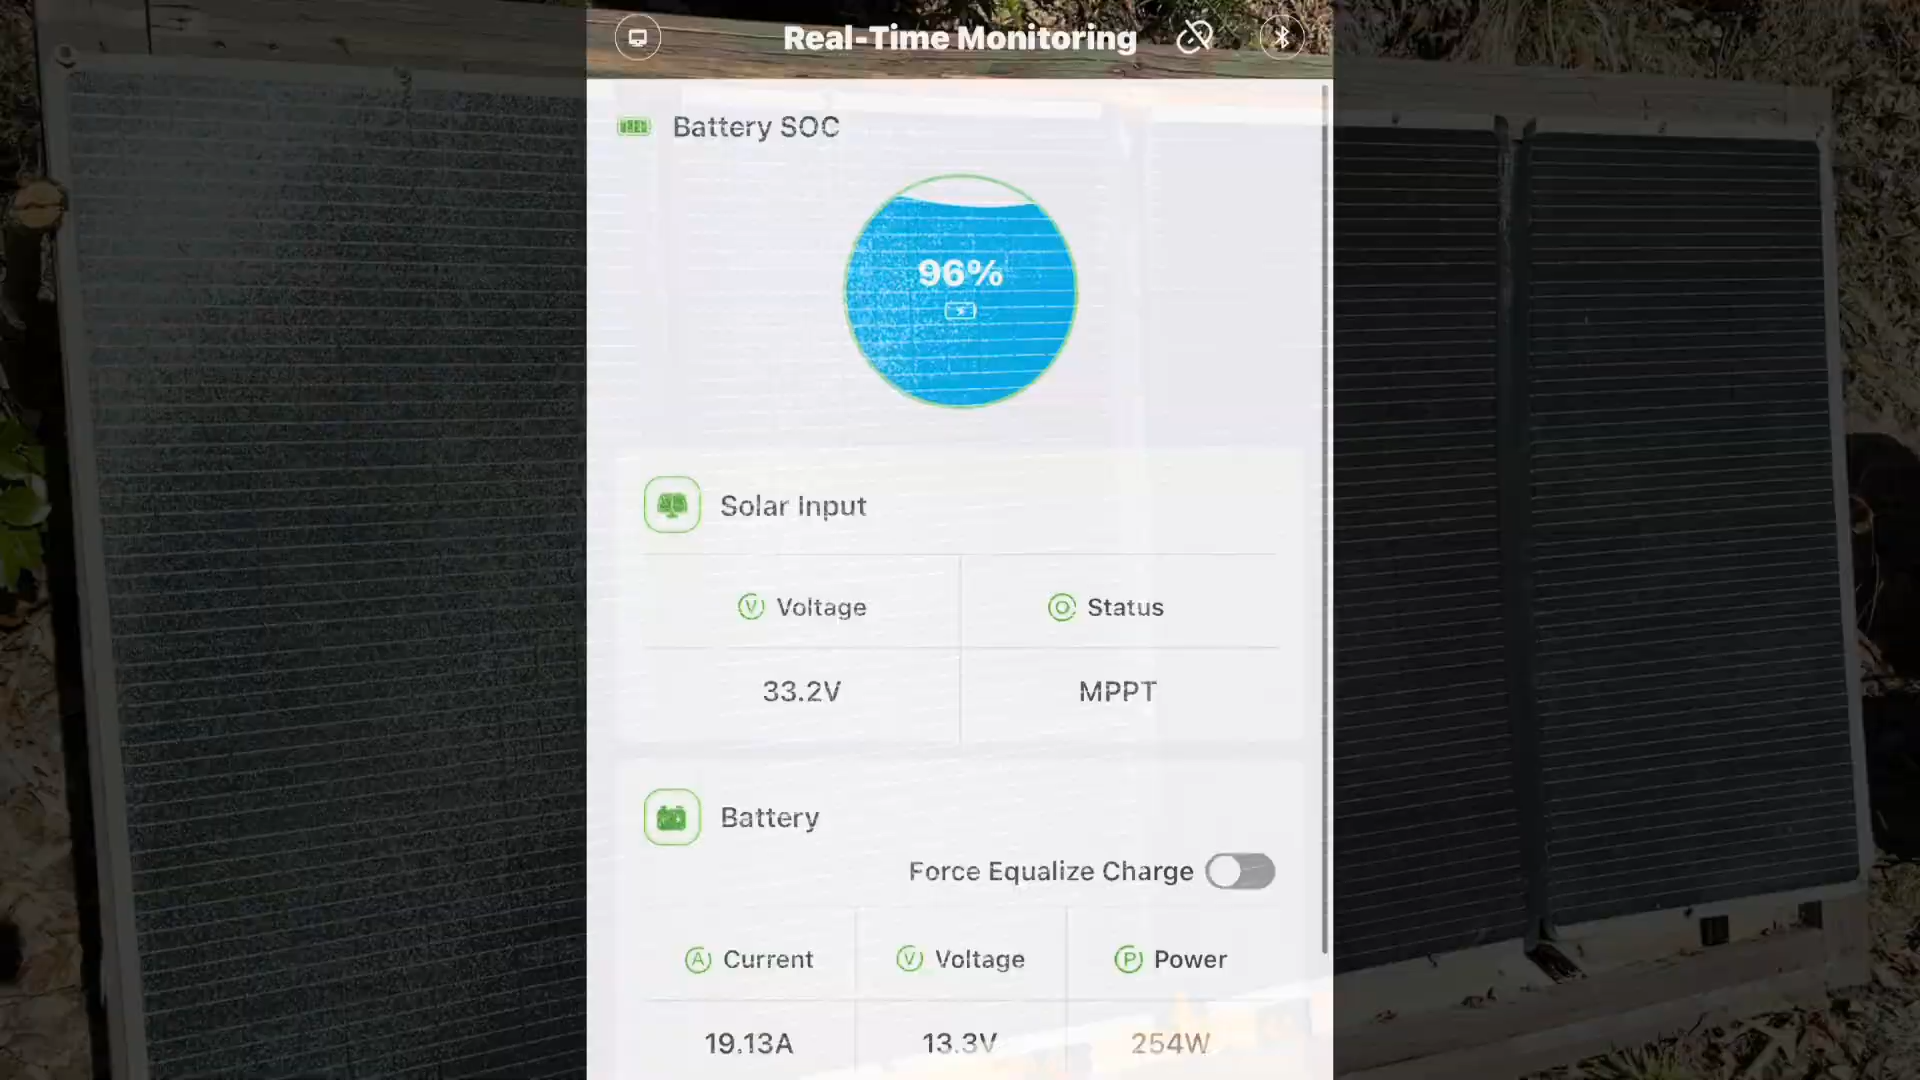 Real-Time Monitoring
Battery SOC
96%
Solar Input
Voltage Status
33.2V MPPT
Battery
Force Equalize Charge
Current Voltage Power
19.13A 13.3V 254W